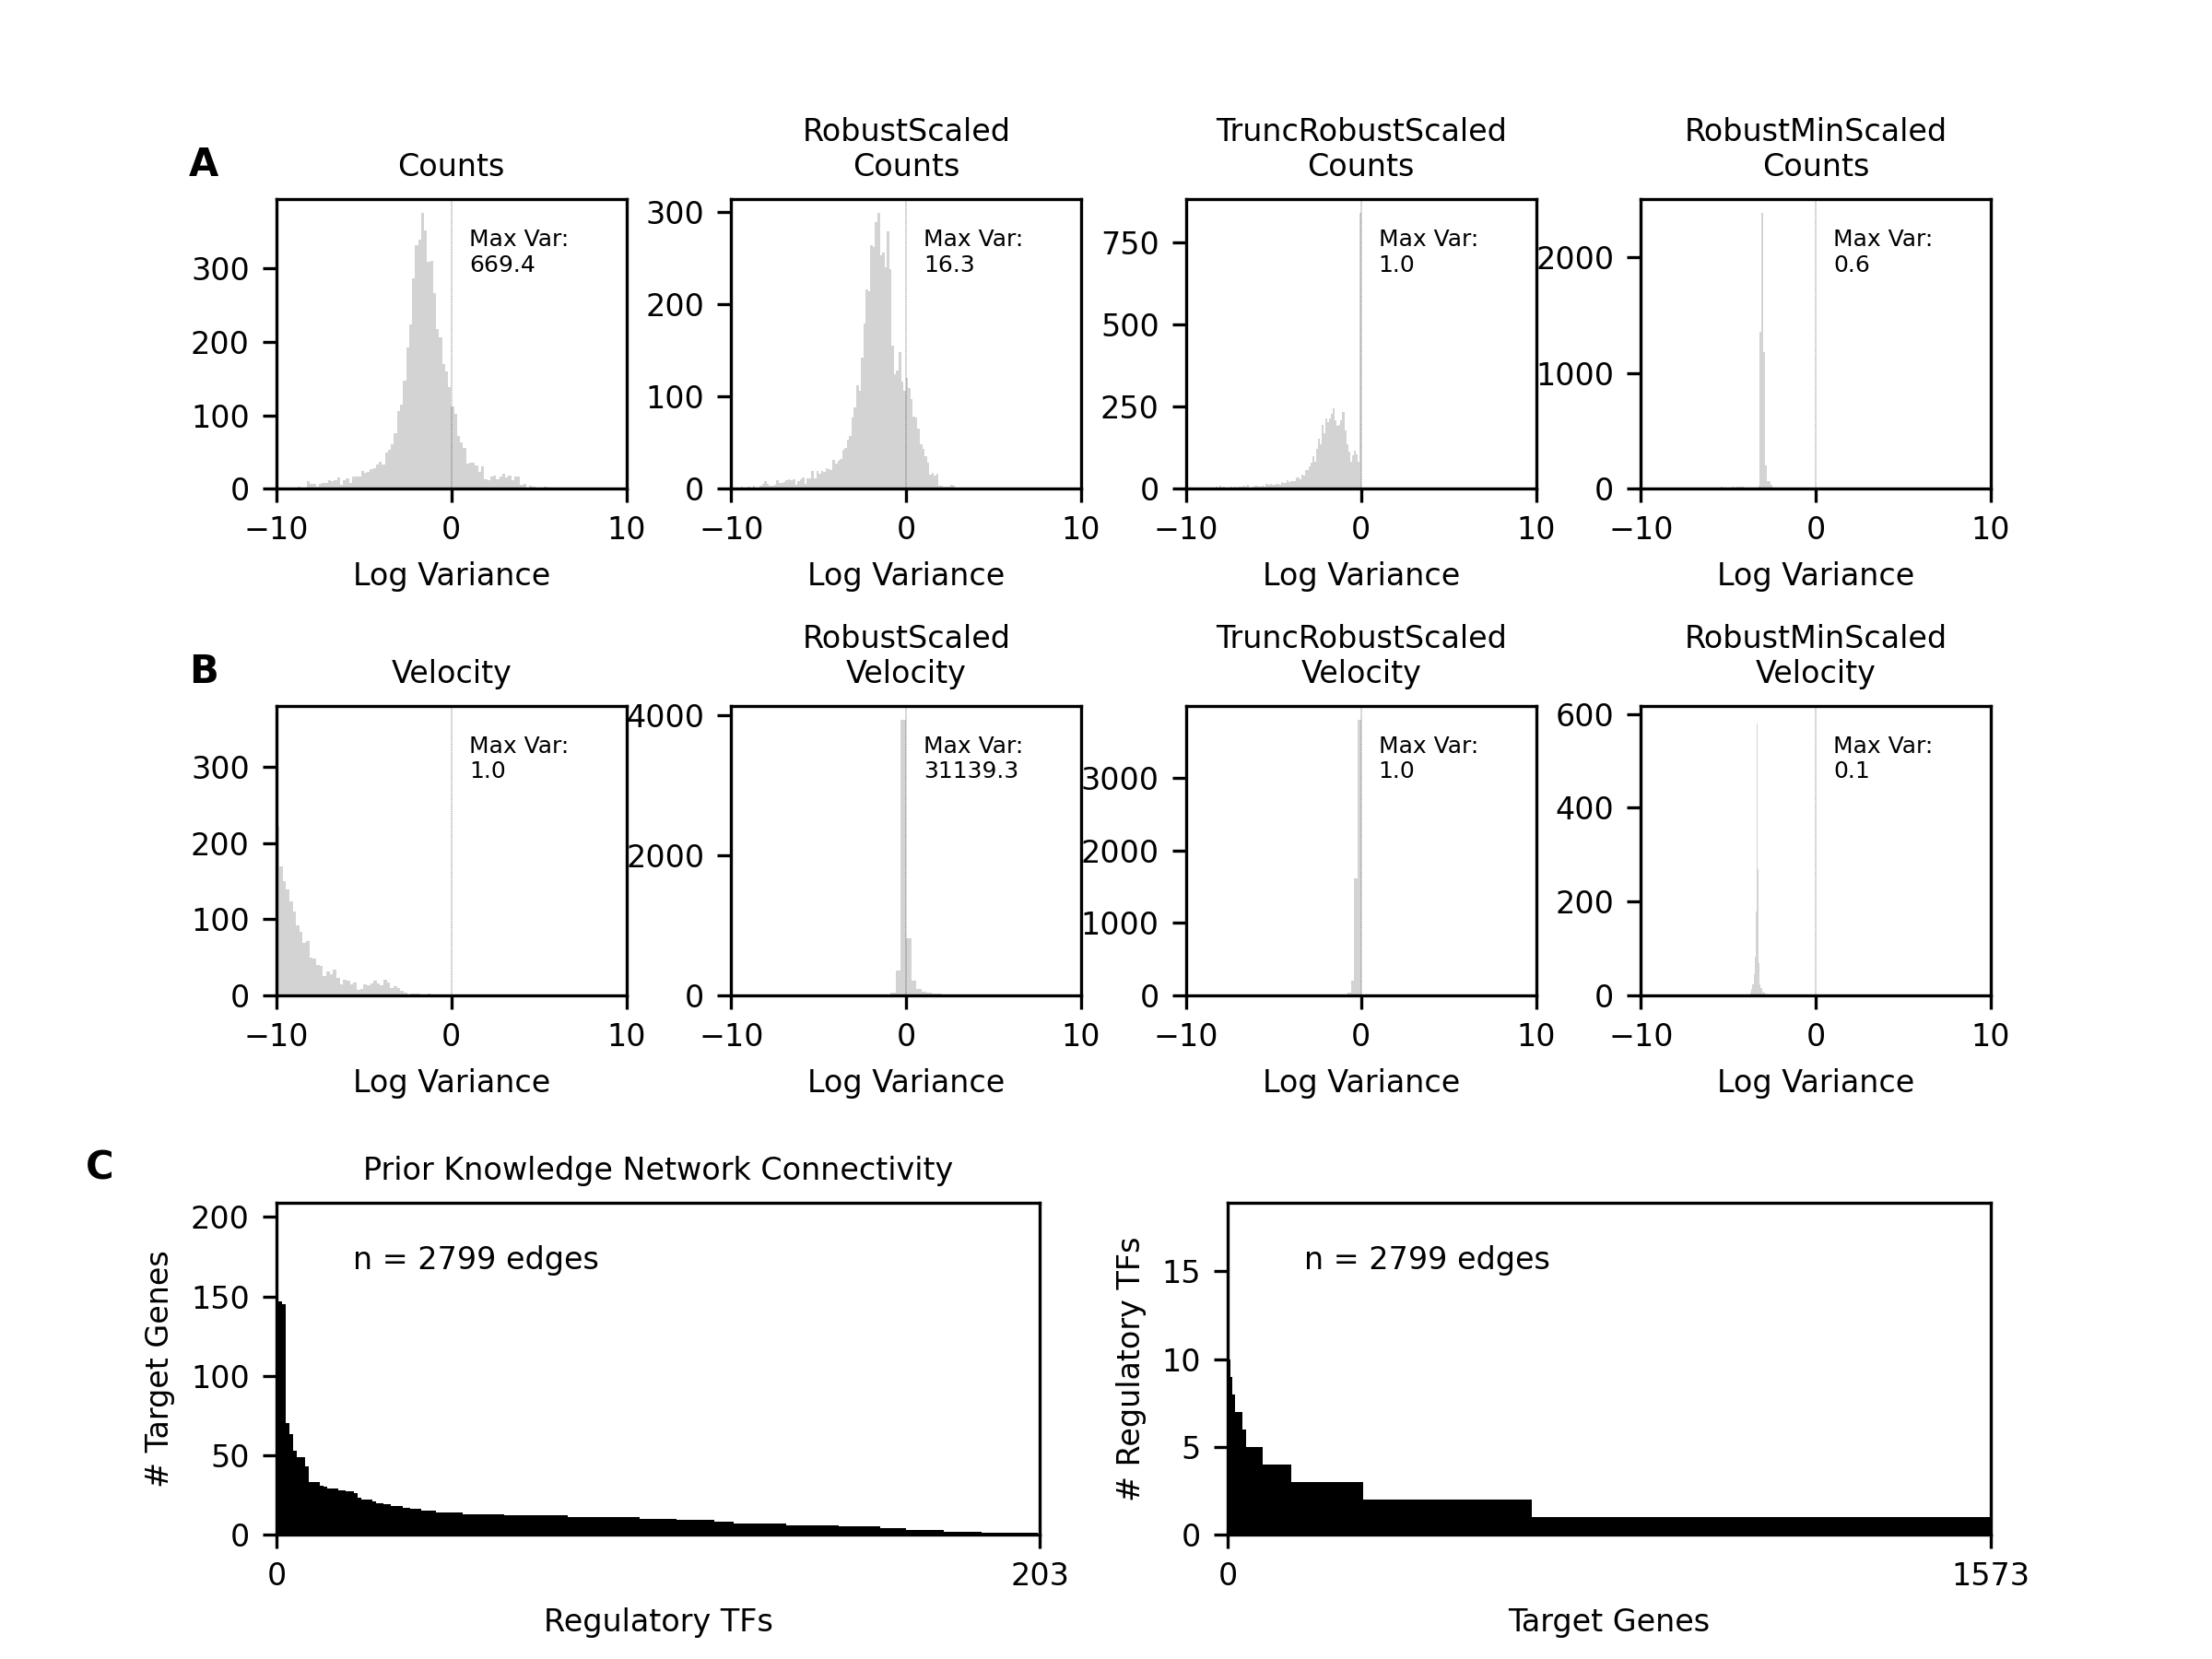 A
Counts
RobustScaled
Counts
TruncRobustScaled
Counts
RobustMinScaled
Counts
300
200
100
0
Max Var:
669.4
−10 0 10
Log Variance
300
200
100
0
Max Var:
16.3
−10 0 10
Log Variance
750
500
250
0
Max Var:
1.0
−10 0 10
Log Variance
2000
1000
0
Max Var:
0.6
−10 0 10
Log Variance
B
Velocity
RobustScaled
Velocity
TruncRobustScaled
Velocity
RobustMinScaled
Velocity
300
200
100
0
Max Var:
1.0
−10 0 10
Log Variance
4000
2000
0
Max Var:
31139.3
−10 0 10
Log Variance
3000
2000
1000
0
Max Var:
1.0
−10 0 10
Log Variance
600
400
200
0
Max Var:
0.1
−10 0 10
Log Variance
C
Prior Knowledge Network Connectivity
# Target Genes
200
150
100
50
0
n = 2799 edges
0 203
Regulatory TFs
# Regulatory TFs
15
10
5
0
n = 2799 edges
0 1573
Target Genes